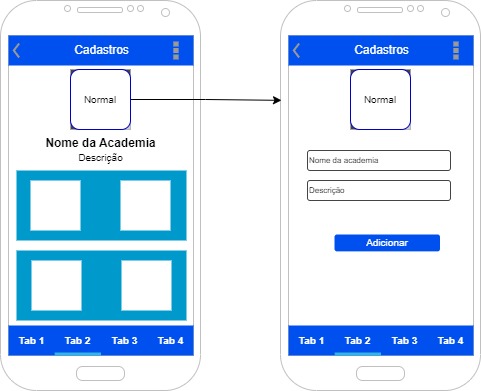 Cadastros
Normal
Nome da Academia
Descrição
Tab 1 Tab 2 Tab 3 Tab 4
Cadastros
Normal
Nome da academia
Descrição
Adicionar
Tab 1 Tab 2 Tab 3 Tab 4